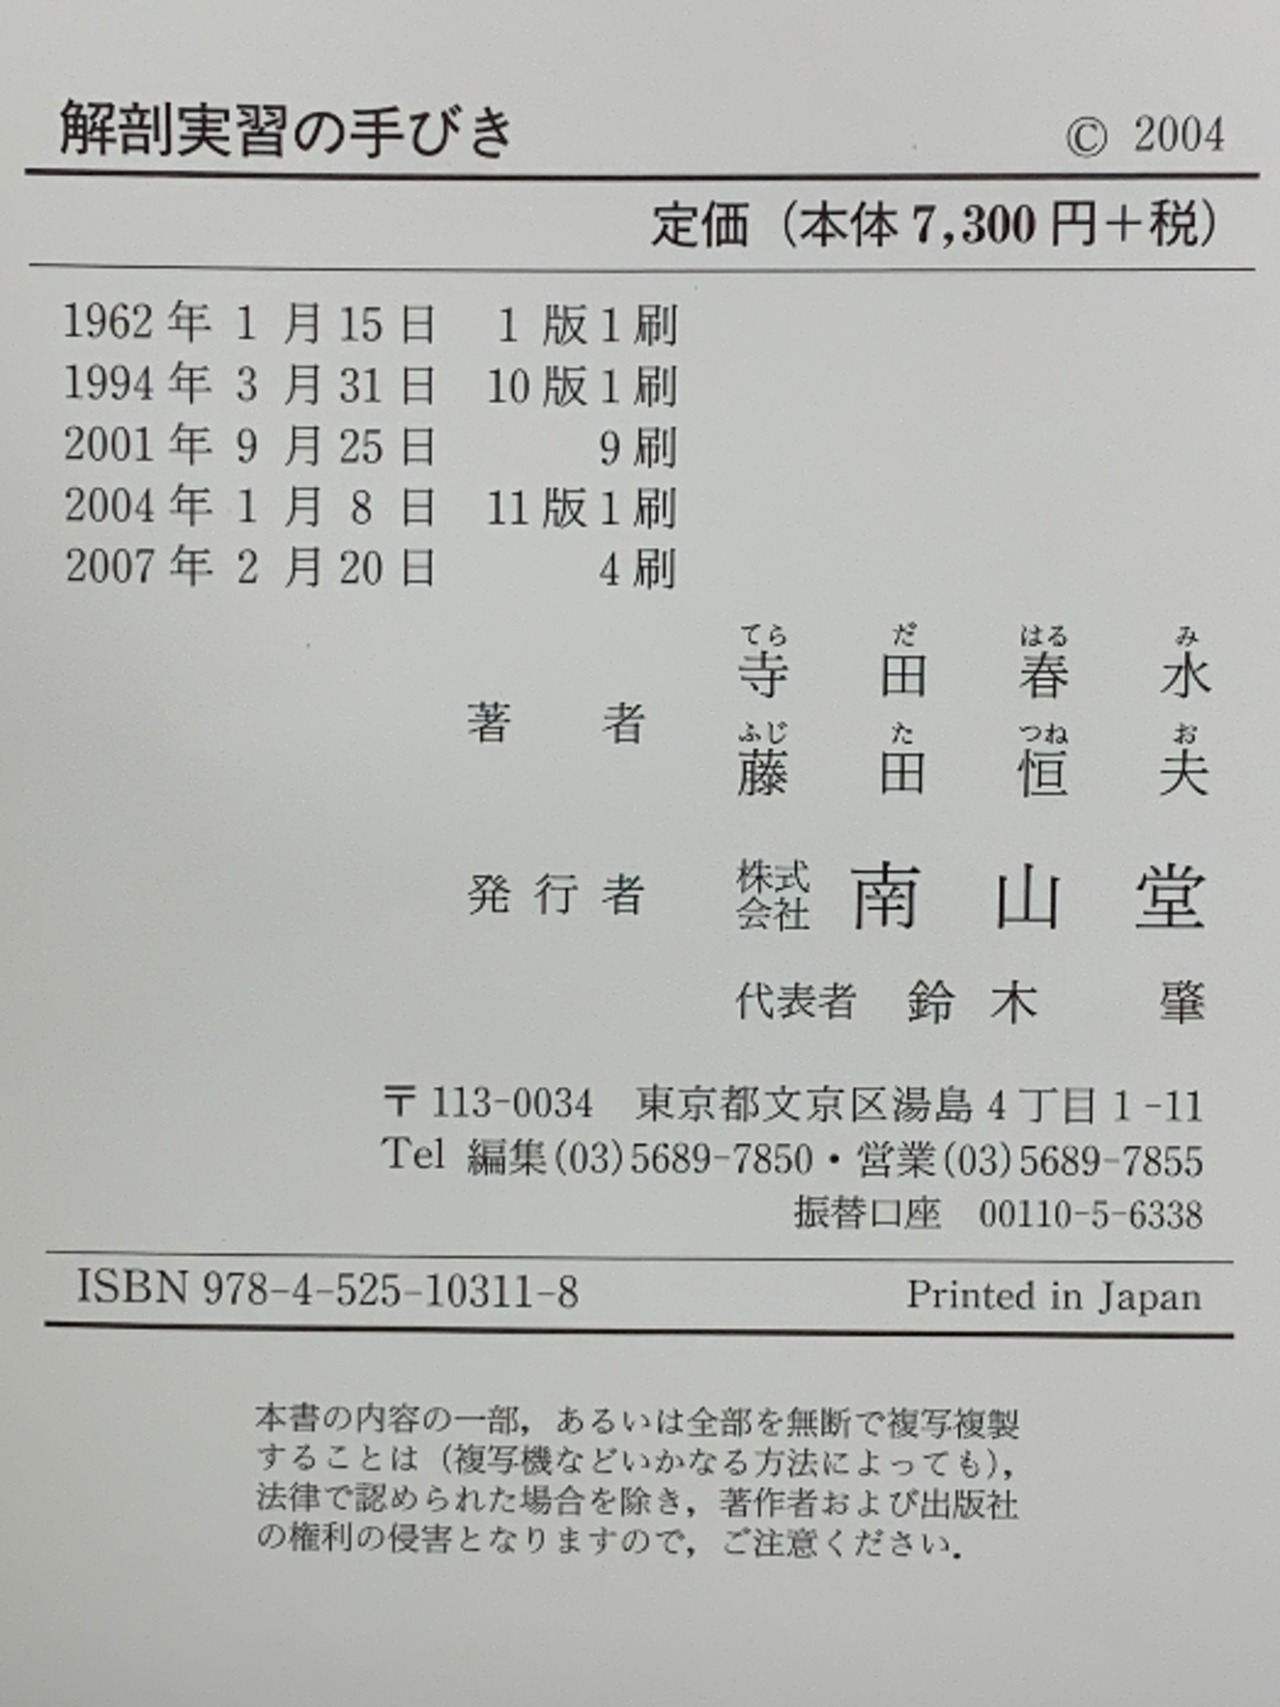 解剖実習の手びき © 2004
定価（本体 7,300 円＋税）
1962 年 1 月 15 日 1 版 1 刷
1994 年 3 月 31 日 10 版 1 刷
2001 年 9 月 25 日 9 刷
2004 年 1 月 8 日 11 版 1 刷
2007 年 2 月 20 日 4 刷
てら だ はる み
寺 田 春 水
著 者
ふじ た つね お
藤 田 恒 夫
発 行 者 株式会社 南 山 堂
代表者 鈴 木 肇
〒113-0034 東京都文京区湯島 4 丁目 1-11
Tel 編集(03)5689-7850・営業(03)5689-7855
振替口座 00110-5-6338
ISBN 978-4-525-10311-8 Printed in Japan
本書の内容の一部，あるいは全部を無断で複写複製
することは（複写機などいかなる方法によっても），
法律で認められた場合を除き，著作者および出版社
の権利の侵害となりますので，ご注意ください．